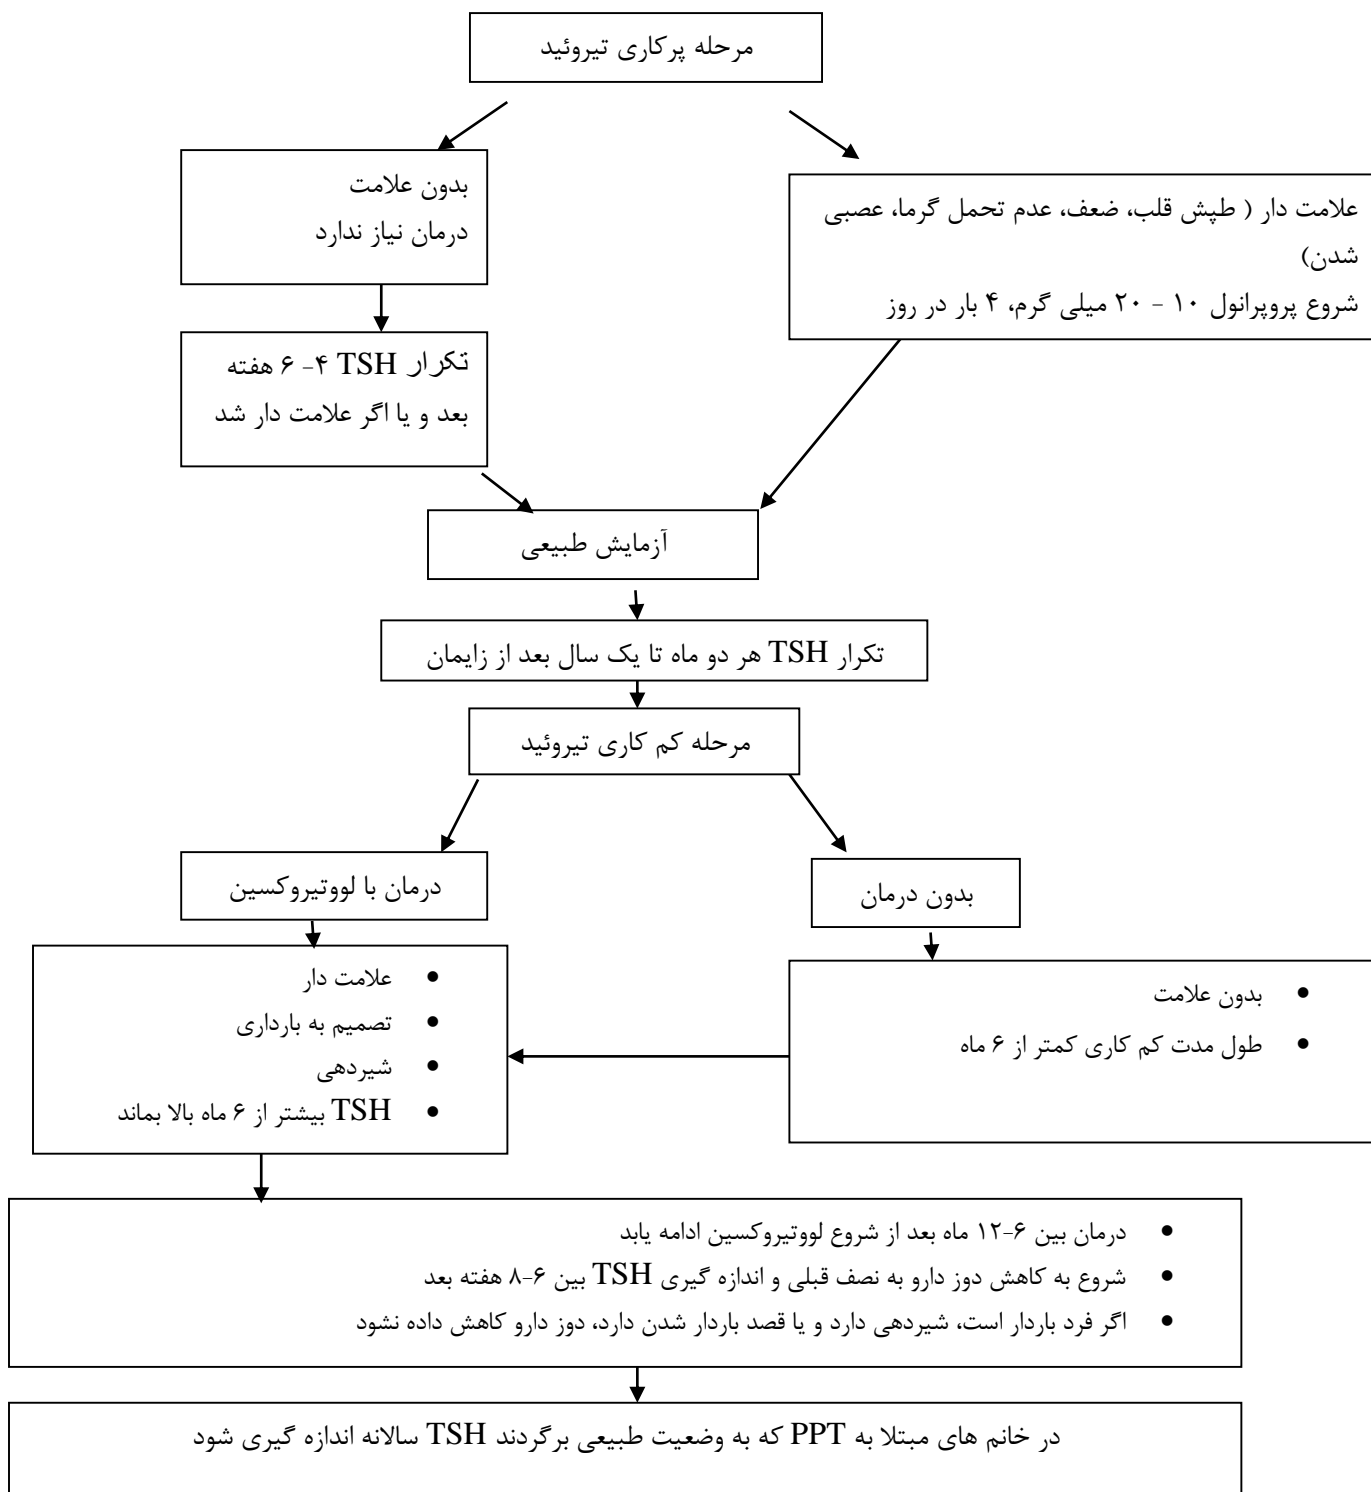 مرحله پرکاری تیروئید
علامت دار ( طپش قلب، ضعف، عدم تحمل گرما، عصبی
شدن)
شروع پروپرانول ۱۰ - ۲۰ میلی گرم، ۴ بار در روز
بدون علامت
درمان نیاز ندارد
تکرار TSH ۴- ۶ هفته
بعد و یا اگر علامت دار شد
آزمایش طبیعی
تکرار TSH هر دو ماه تا یک سال بعد از زایمان
مرحله کم کاری تیروئید
بدون درمان
درمان با لووتیروکسین
• بدون علامت
• طول مدت کم کاری کمتر از ۶ ماه
• علامت دار
• تصمیم به بارداری
• شیردهی
• TSH بیشتر از ۶ ماه بالا بماند
• درمان بین ۶-۱۲ ماه بعد از شروع لووتیروکسین ادامه یابد
• شروع به کاهش دوز دارو به نصف قبلی و اندازه گیری TSH بین ۶-۸ هفته بعد
• اگر فرد باردار است، شیردهی دارد و یا قصد باردار شدن دارد، دوز دارو کاهش داده نشود
در خانم های مبتلا به PPT که به وضعیت طبیعی برگردند TSH سالانه اندازه گیری شود